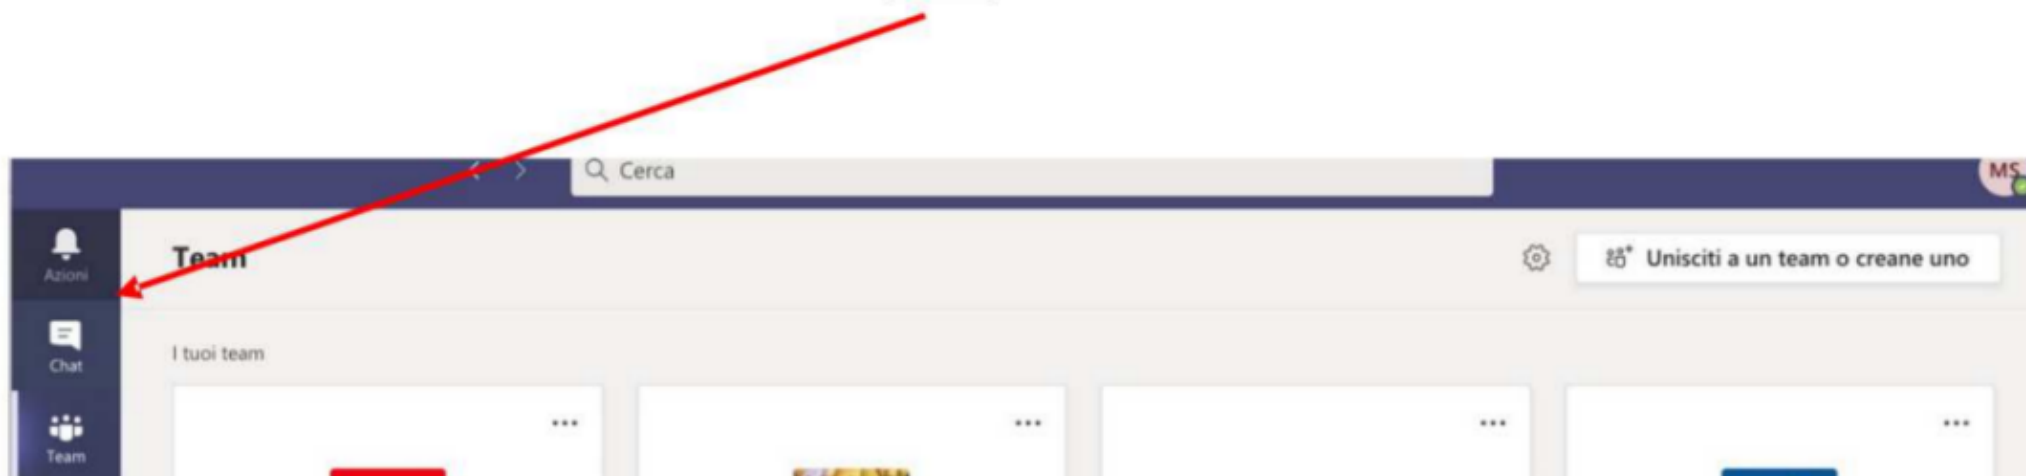 Cerca
MS
Azioni
Team
Unisciti a un team o creane uno
Chat
I tuoi team
Team